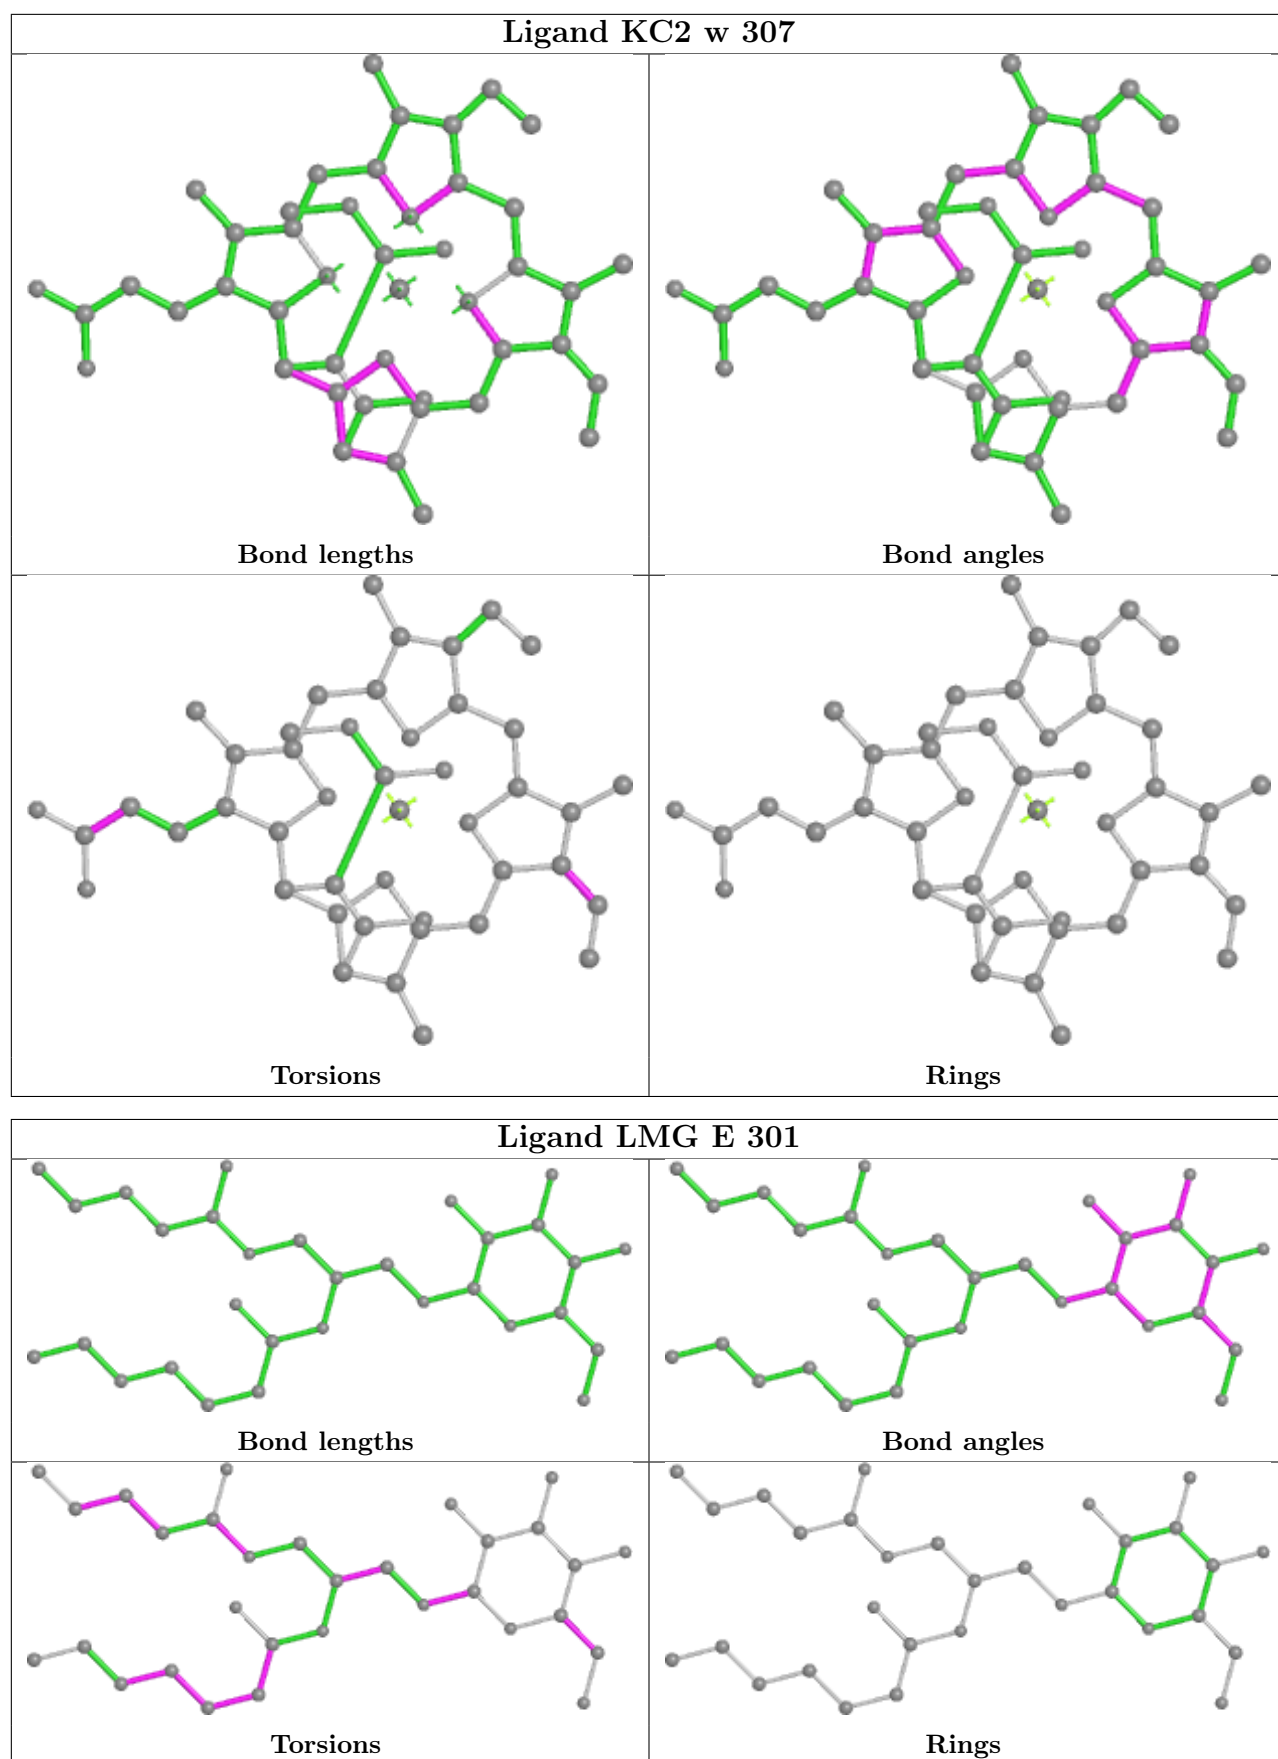 Ligand KC2 w 307
Bond lengths
Bond angles
Torsions
Rings
Ligand LMG E 301
Bond lengths
Bond angles
Torsions
Rings